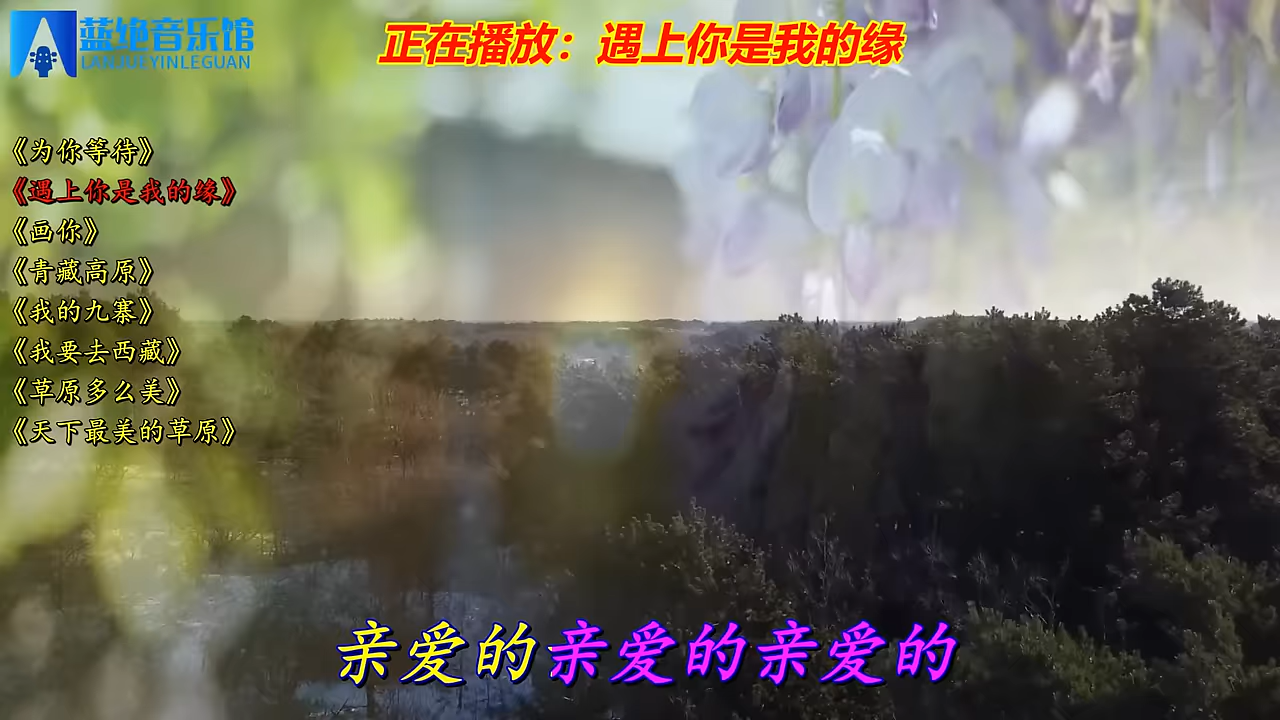 蓝绝音乐馆
LANJUEYINLEGUAN
正在播放：遇上你是我的缘
《为你等待》
《遇上你是我的缘》
《画你》
《青藏高原》
《我的九寨》
《我要去西藏》
《草原多么美》
《天下最美的草原》
亲爱的亲爱的亲爱的